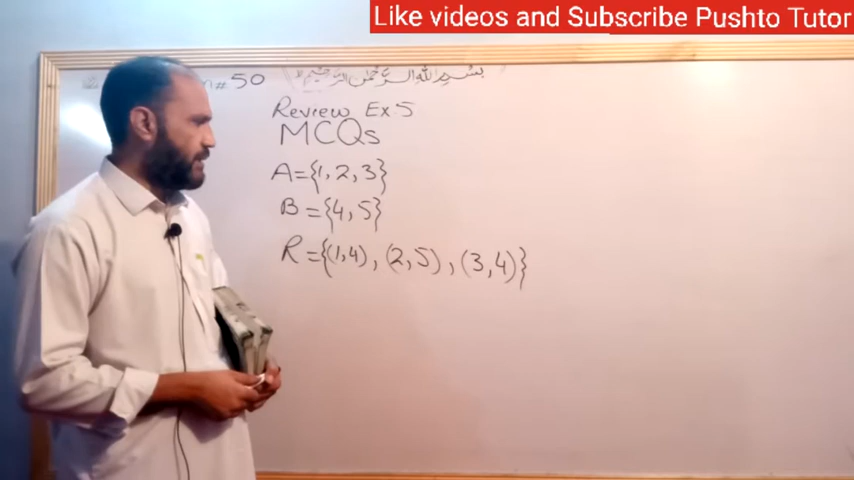 Like videos and Subscribe Pushto Tutor
n#50
بسم الله الرحمن الرحيم
Review Ex:5
MCQs
A={1,2,3}
B={4,5}
R={(1,4),(2,5),(3,4)}